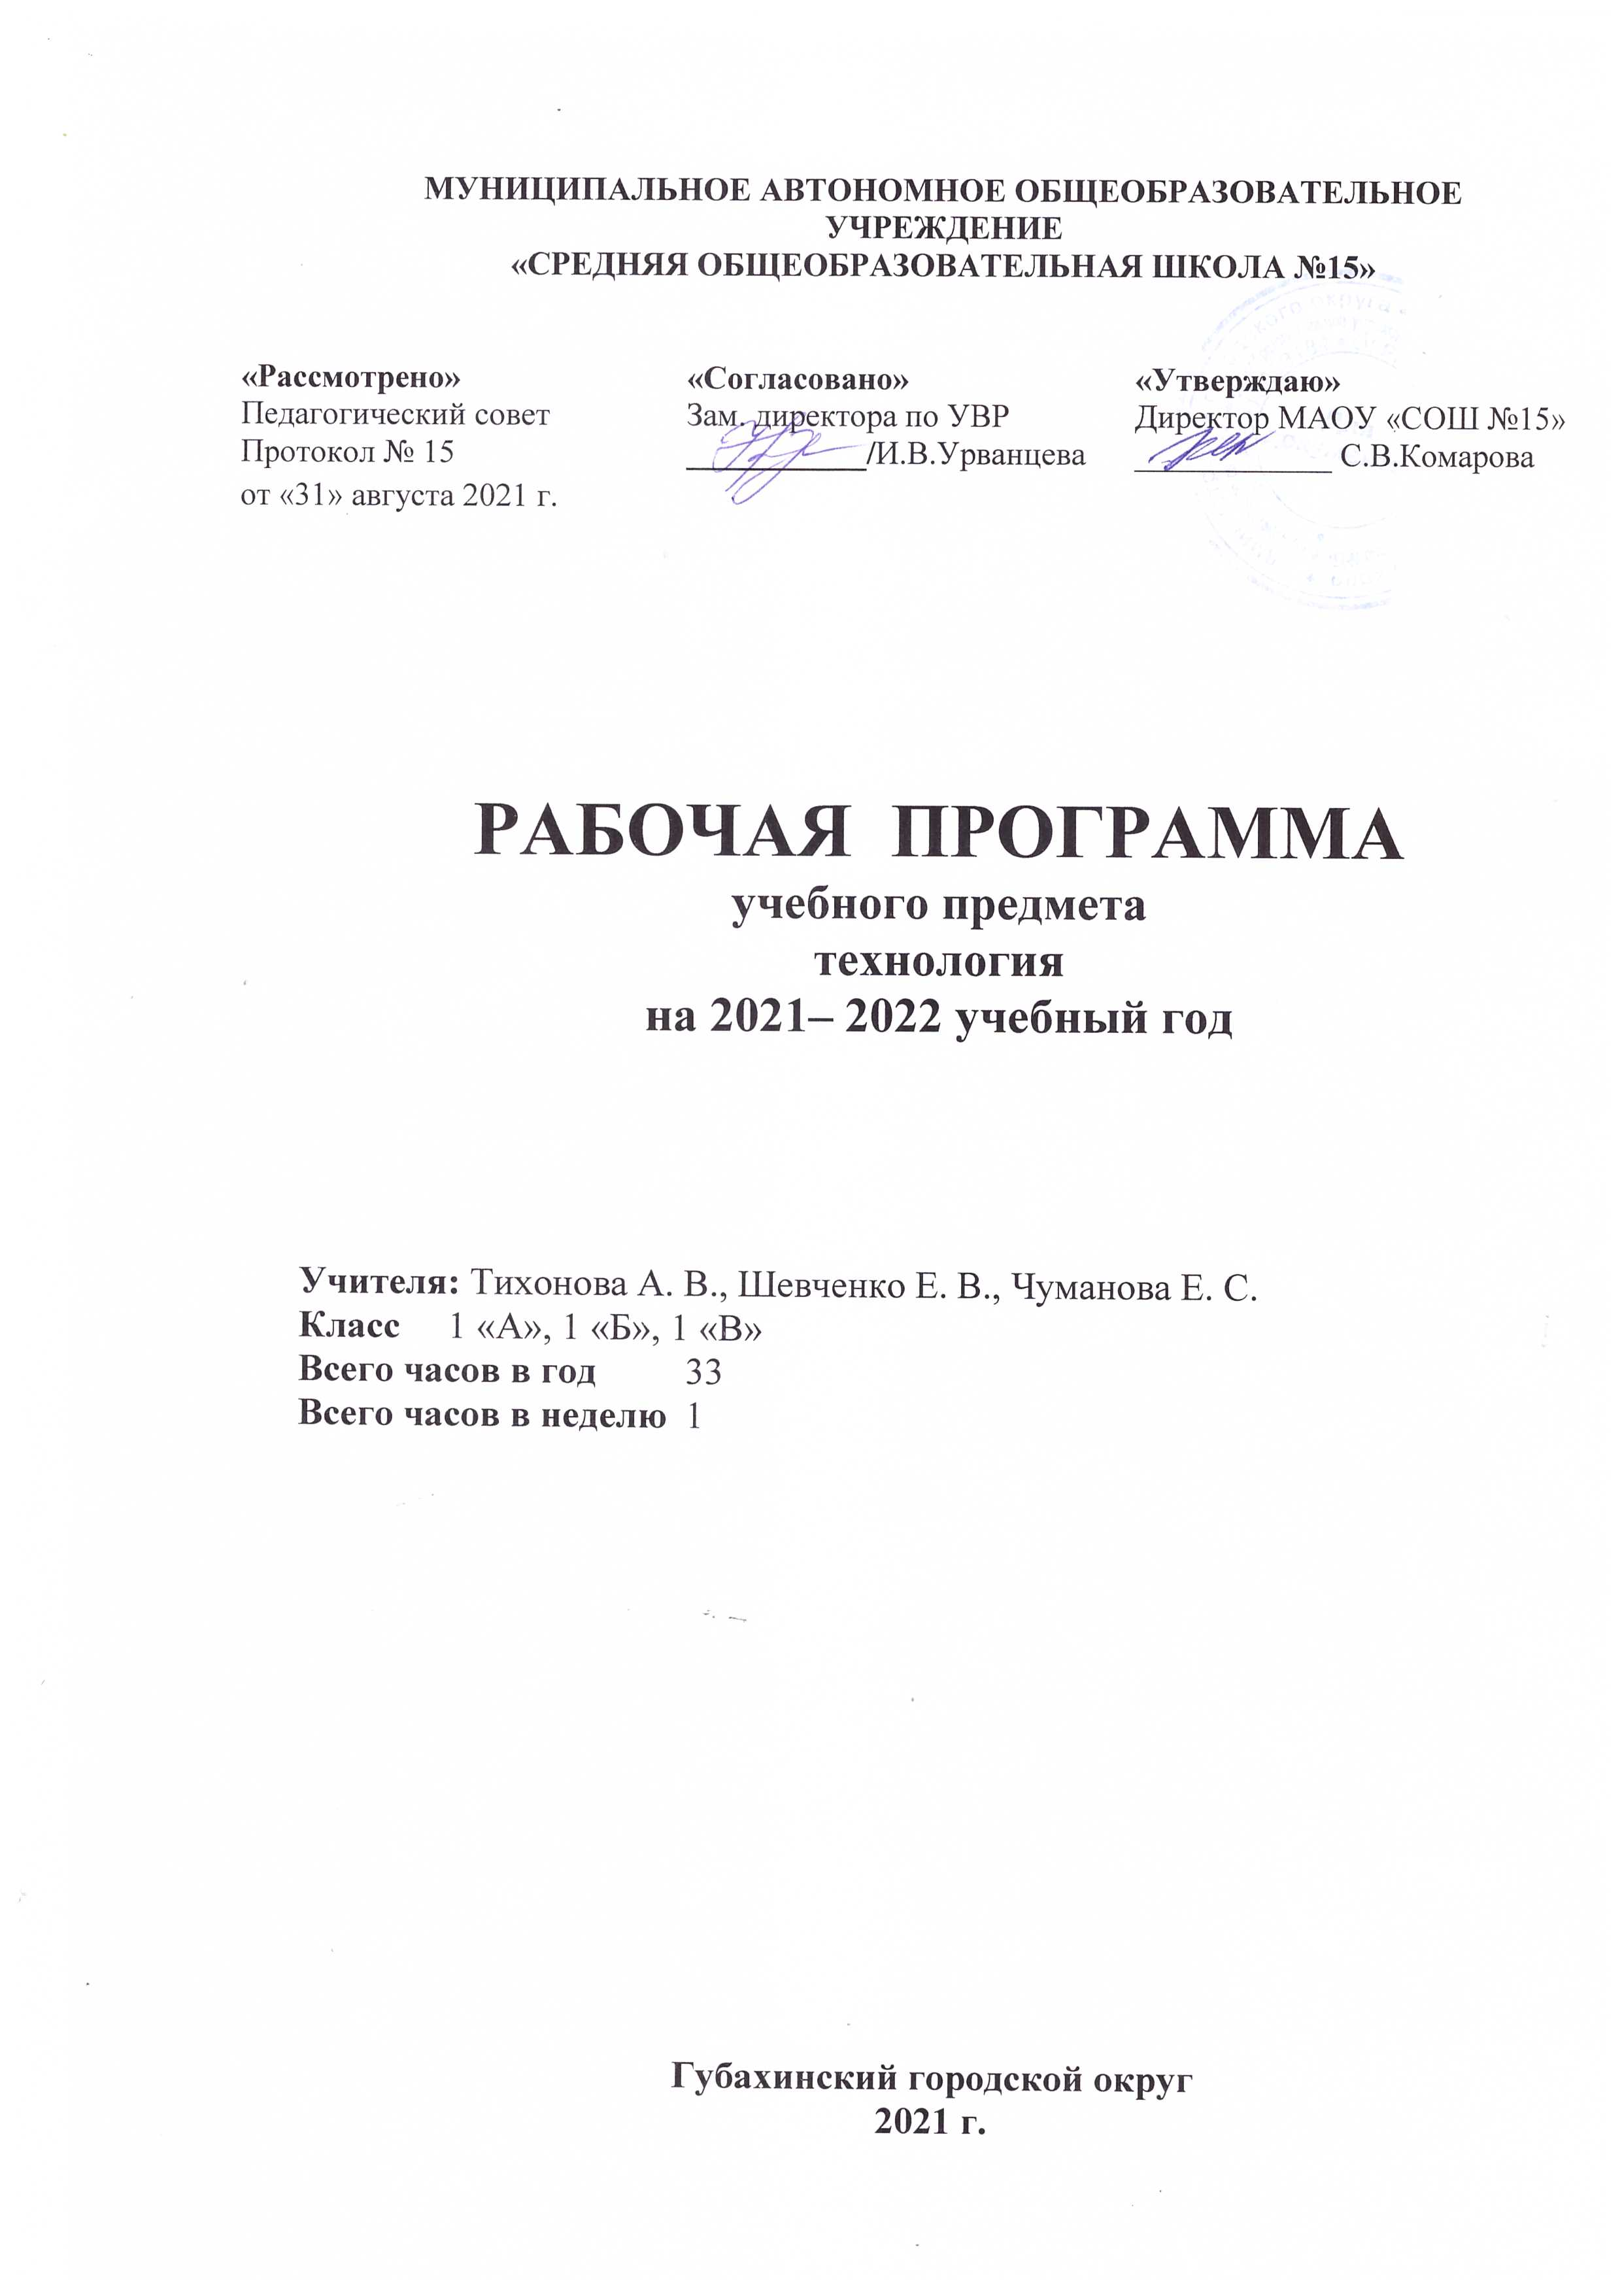 МУНИЦИПАЛЬНОЕ АВТОНОМНОЕ ОБЩЕОБРАЗОВАТЕЛЬНОЕ
УЧРЕЖДЕНИЕ
«СРЕДНЯЯ ОБЩЕОБРАЗОВАТЕЛЬНАЯ ШКОЛА №15»
«Рассмотрено»
Педагогический совет
Протокол № 15
от «31» августа 2021 г.
«Согласовано»
Зам. директора по УВР
/И.В.Урванцева
«Утверждаю»
Директор МАОУ «СОШ №15»
С.В.Комарова
РАБОЧАЯ ПРОГРАММА
учебного предмета
технология
на 2021– 2022 учебный год
Учителя: Тихонова А. В., Шевченко Е. В., Чуманова Е. С.
Класс 1 «А», 1 «Б», 1 «В»
Всего часов в год 33
Всего часов в неделю 1
Губахинский городской округ
2021 г.